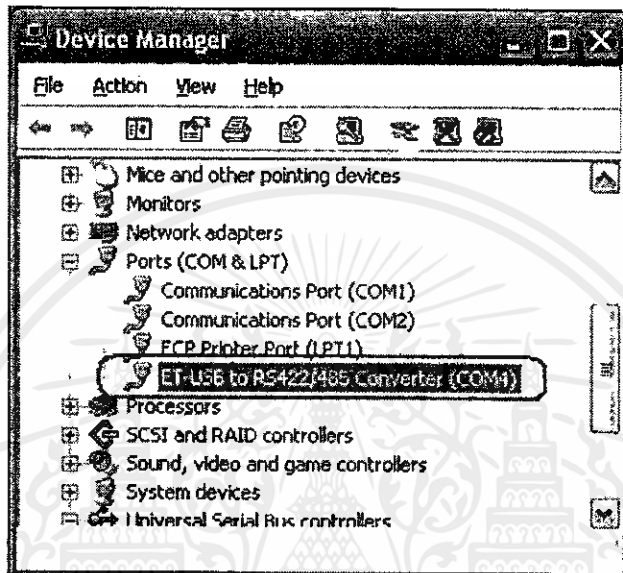 Device Manager
File Action View Help
Mice and other pointing devices
Monitors
Network adapters
Ports (COM & LPT)
Communications Port (COM1)
Communications Port (COM2)
ECP Printer Port (LPT1)
ET-USB to RS422/485 Converter (COM4)
Processors
SCSI and RAID controllers
Sound, video and game controllers
System devices
Universal Serial Bus controllers